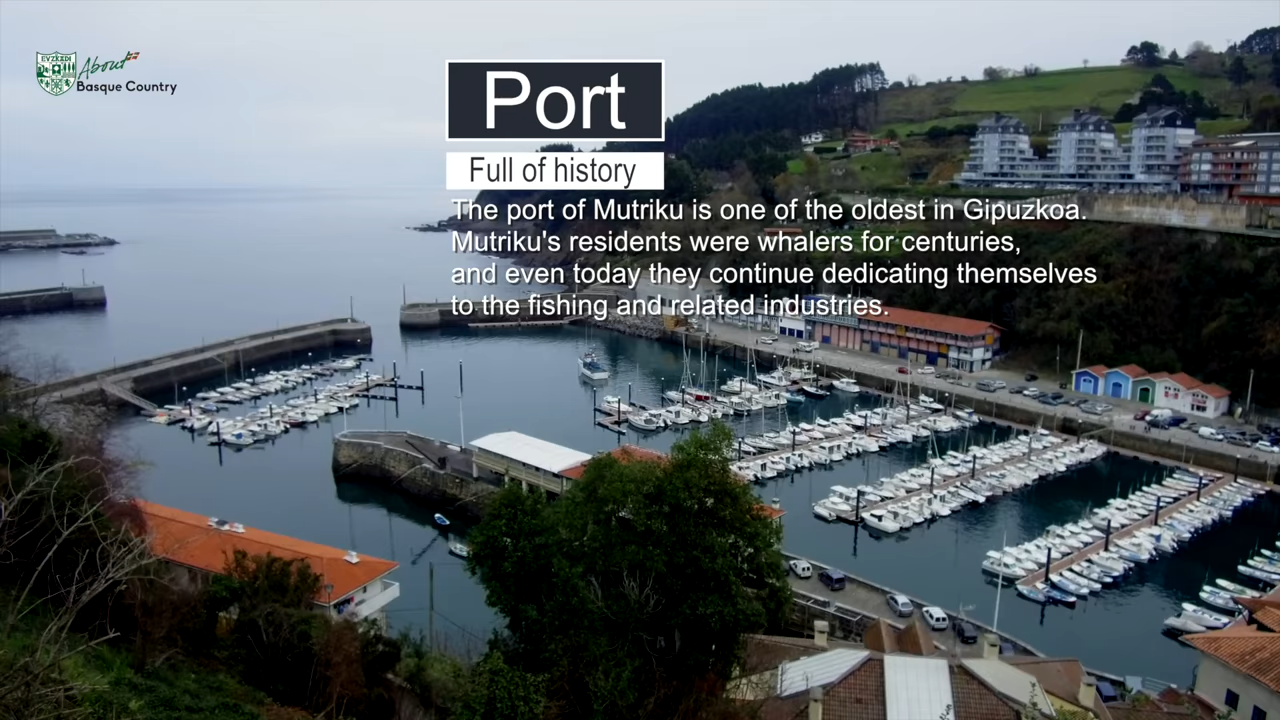 EUZKADI
About
Basque Country
Port
Full of history
The port of Mutriku is one of the oldest in Gipuzkoa.
Mutriku's residents were whalers for centuries,
and even today they continue dedicating themselves
to the fishing and related industries.